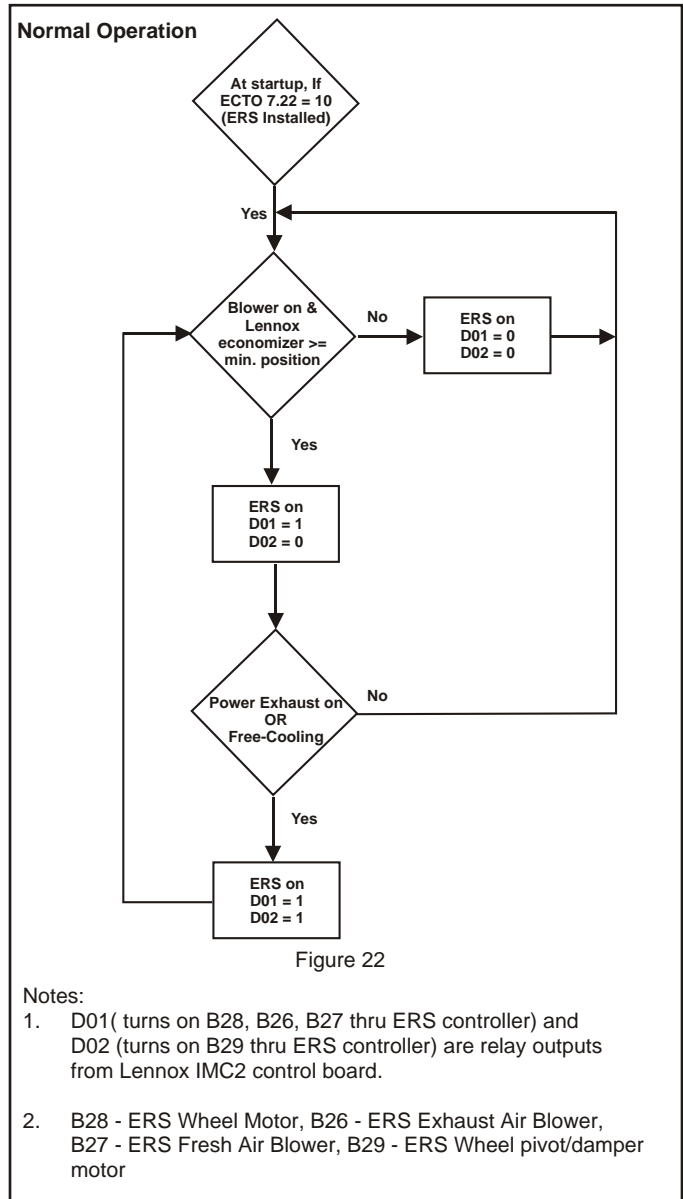 Normal Operation
At startup, If
ECTO 7.22 = 10
(ERS Installed)
Yes
Blower on &
Lennox
economizer >=
min. position
No
ERS on
D01 = 0
D02 = 0
Yes
ERS on
D01 = 1
D02 = 0
Power Exhaust on
OR
Free-Cooling
No
Yes
ERS on
D01 = 1
D02 = 1
Figure 22
Notes:
1. D01( turns on B28, B26, B27 thru ERS controller) and
D02 (turns on B29 thru ERS controller) are relay outputs
from Lennox IMC2 control board.
2. B28 - ERS Wheel Motor, B26 - ERS Exhaust Air Blower,
B27 - ERS Fresh Air Blower, B29 - ERS Wheel pivot/damper
motor